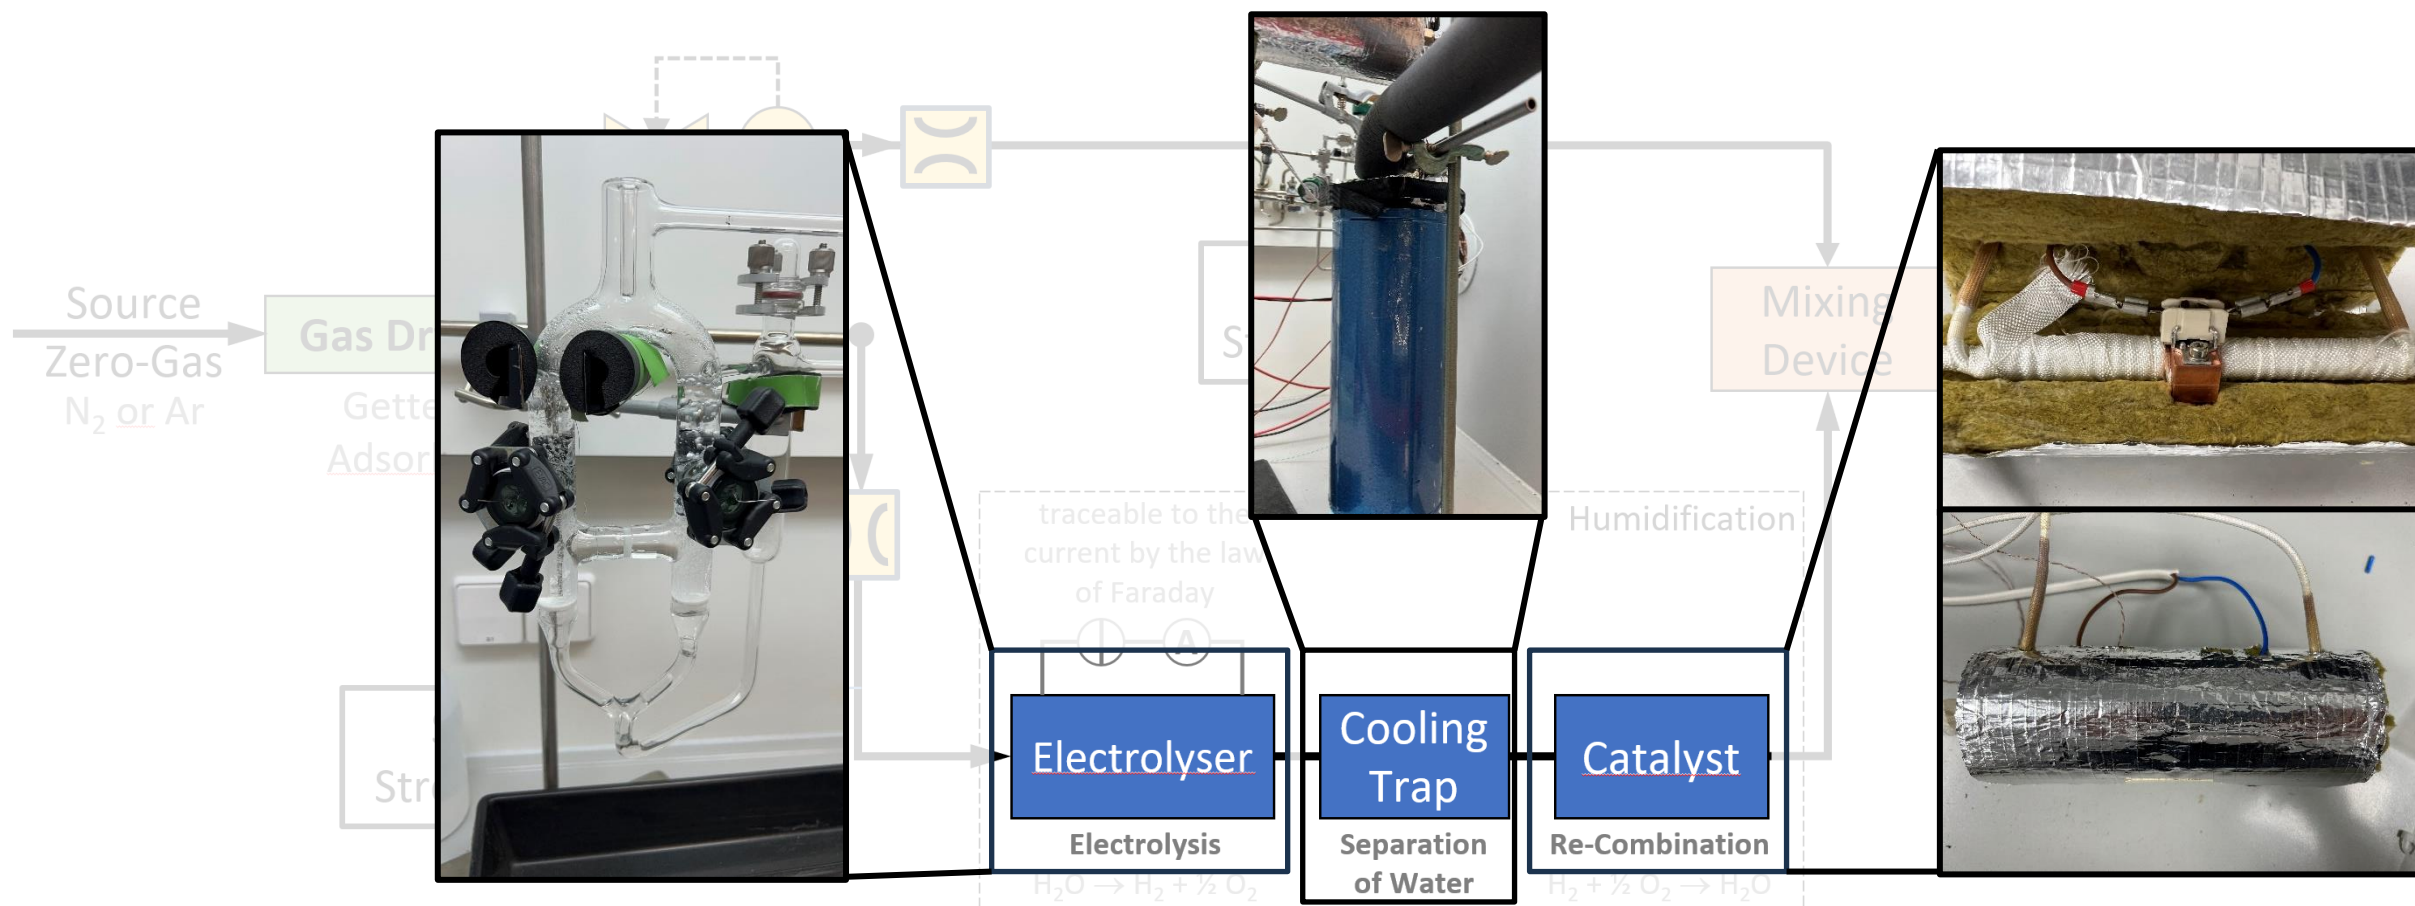 Source
Zero-Gas
N₂ or Ar
Gas Dr
Gette
Adsor
Str
S
Mixing
Device
traceable to the
current by the law
of Faraday
Humidification
A
Electrolyser
Electrolysis
H₂O → H₂ + ½ O₂
Cooling
Trap
Separation
of Water
Catalyst
Re-Combination
H₂ + ½ O₂ → H₂O